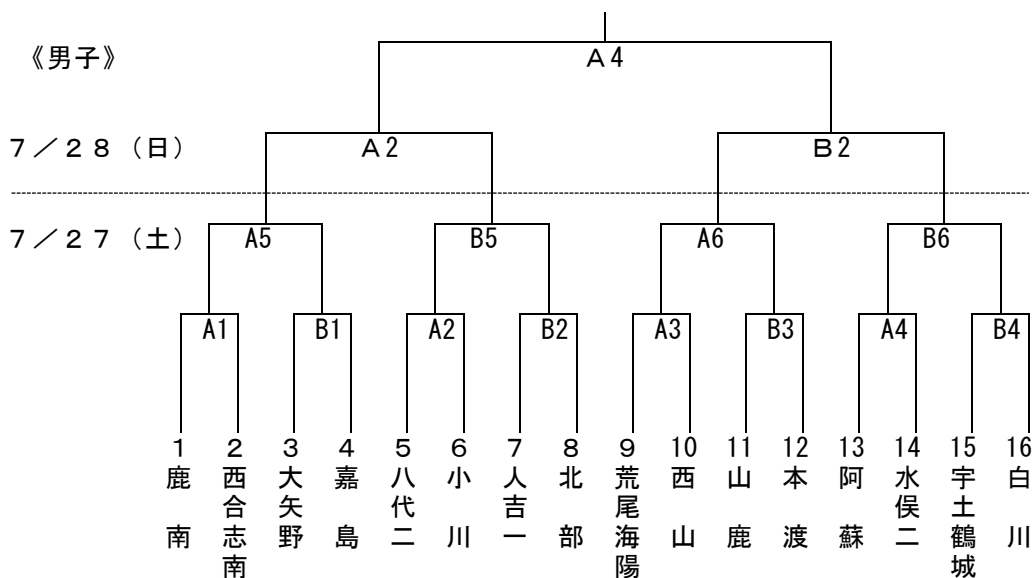 《男子》
A4
7／28（日）
A2
B2
7／27（土）
A5
B5
A6
B6
A1
B1
A2
B2
A3
B3
A4
B4
1 鹿南
2 西合志南
3 大矢野
4 嘉島
5 八代二
6 小川
7 人吉一
8 北部
9 荒尾海陽
10 西山
11 山鹿
12 本渡
13 阿蘇
14 水俣二
15 宇土鶴城
16 白川